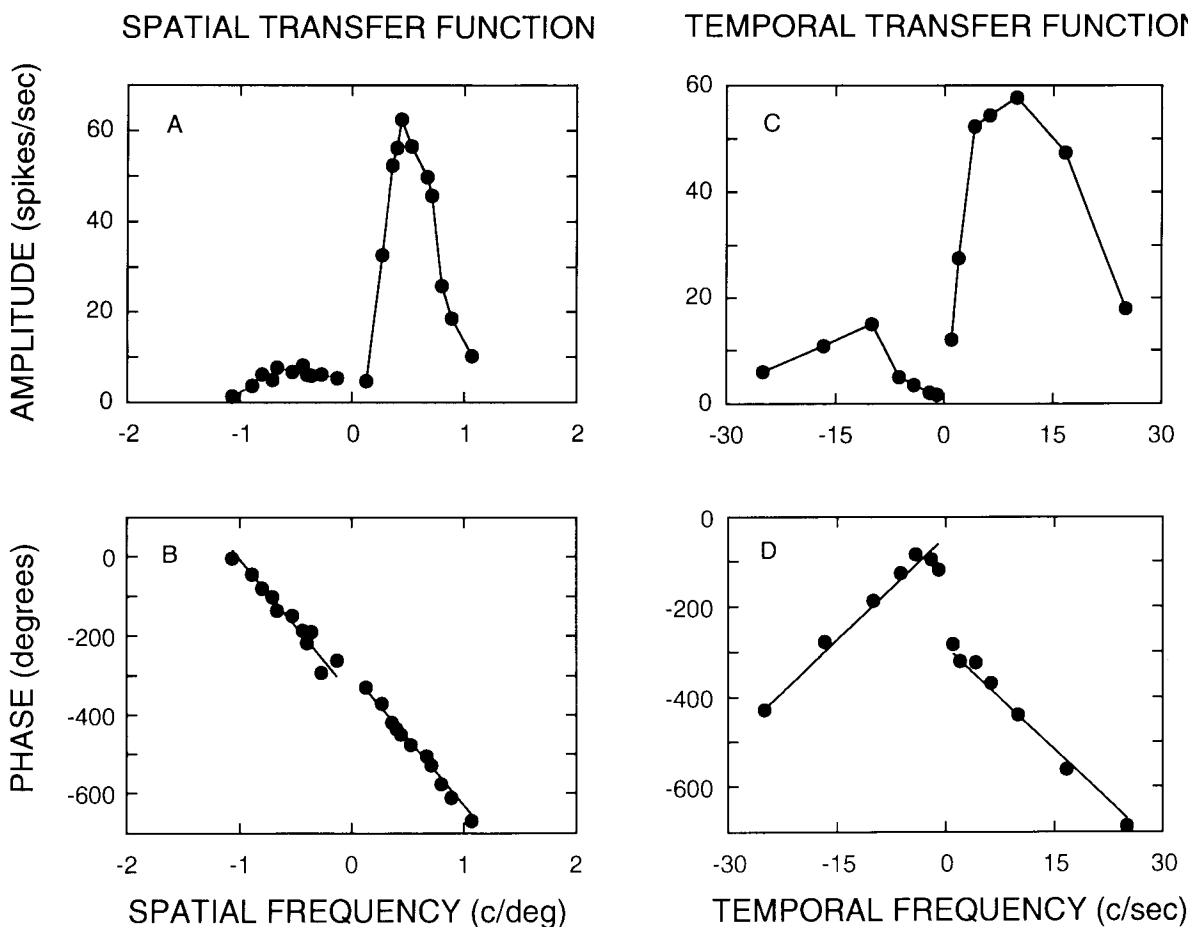 SPATIAL TRANSFER FUNCTION
TEMPORAL TRANSFER FUNCTION
AMPLITUDE (spikes/sec)
A
60
40
20
0
-2 -1 0 1 2
C
60
40
20
0
-30 -15 0 15 30
PHASE (degrees)
B
0
-200
-400
-600
-2 -1 0 1 2
SPATIAL FREQUENCY (c/deg)
D
0
-200
-400
-600
-30 -15 0 15 30
TEMPORAL FREQUENCY (c/sec)